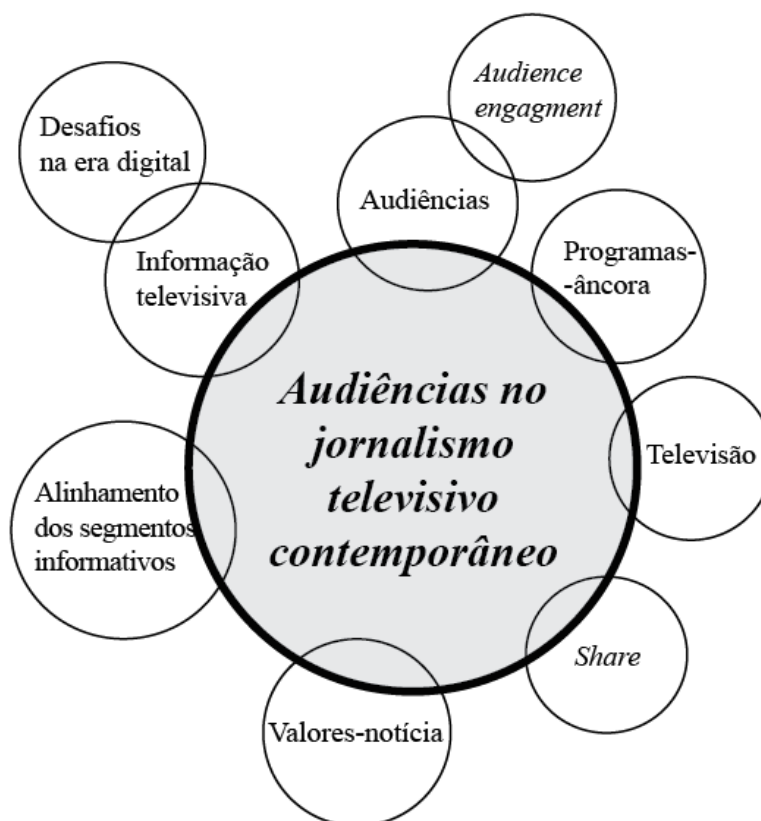 Audience
engagment
Desafios
na era digital
Audiências
Informação
televisiva
Programas-
-âncora
Audiências no
jornalismo
televisivo
contemporâneo
Televisão
Alinhamento
dos segmentos
informativos
Share
Valores-notícia